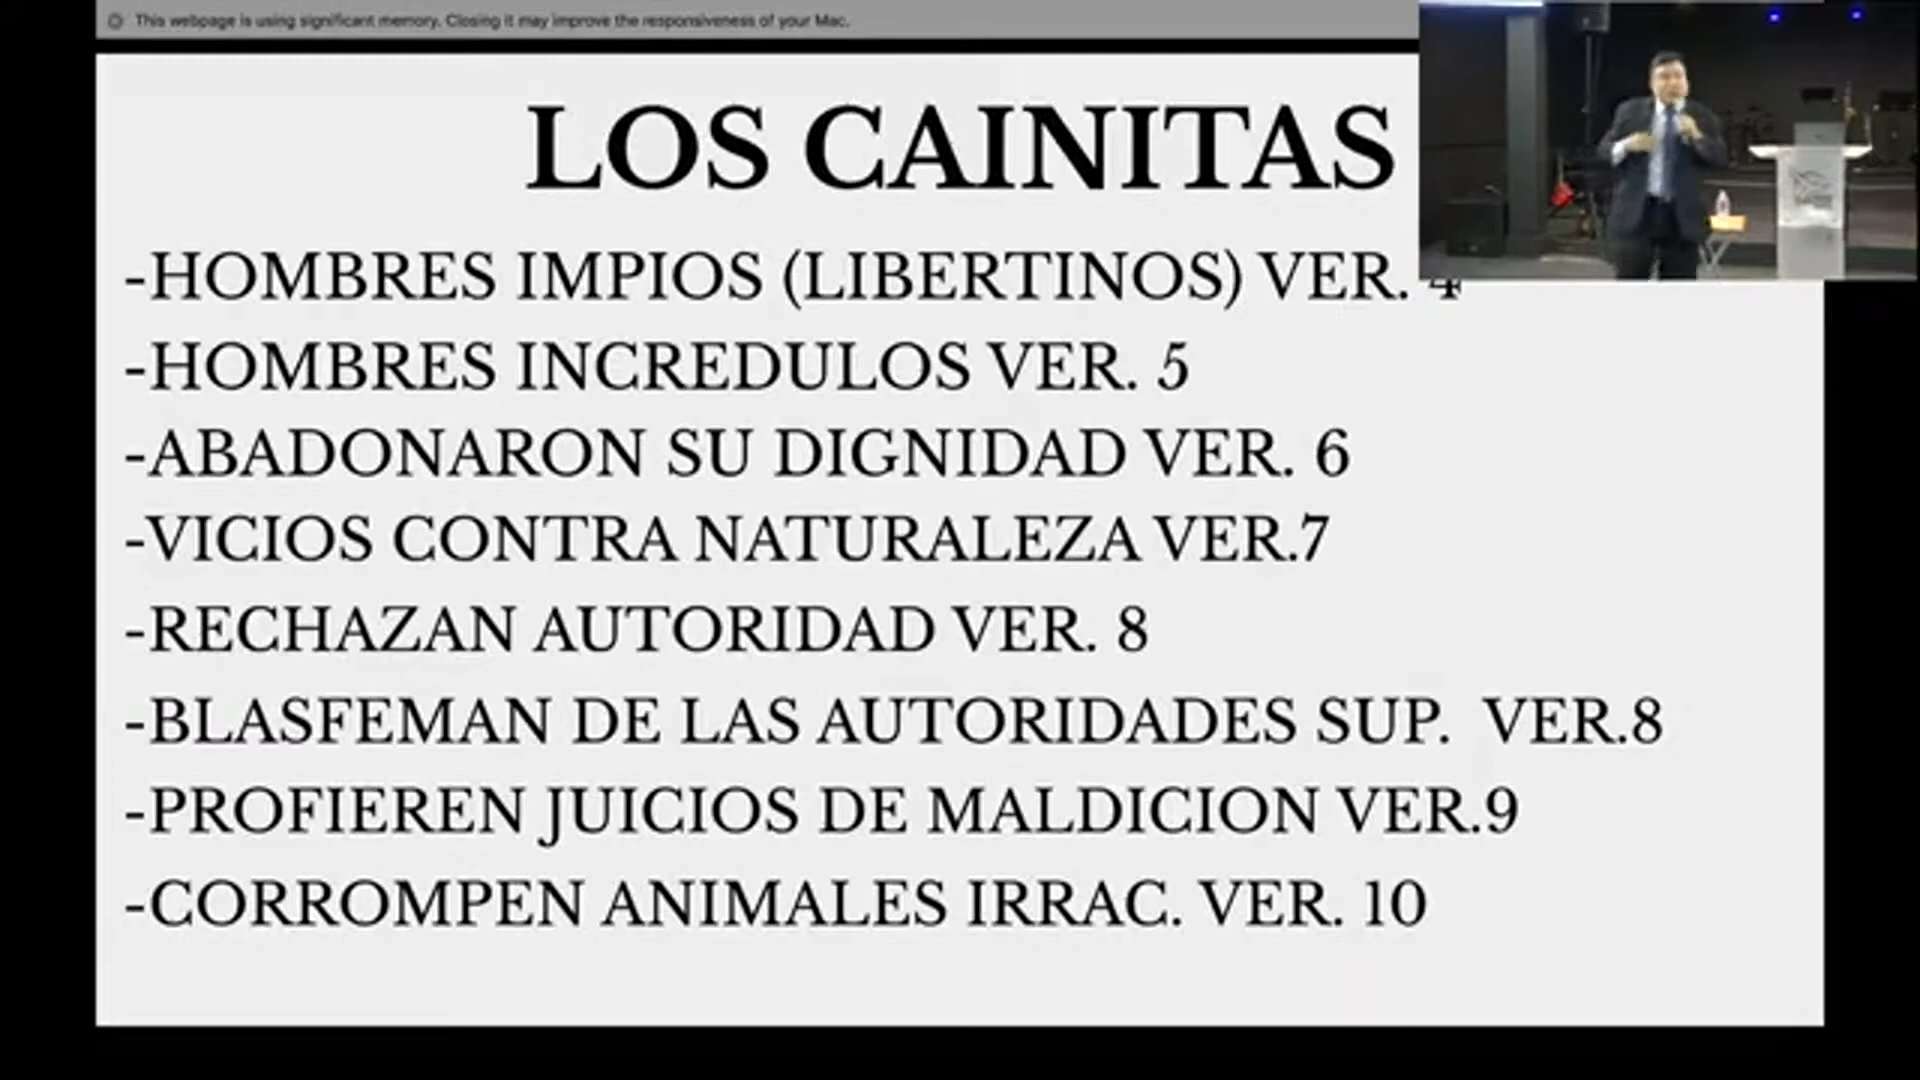 This webpage is using significant memory. Closing it may improve the responsiveness of your Mac.
LOS CAINITAS
-HOMBRES IMPIOS (LIBERTINOS) VER. 4
-HOMBRES INCREDULOS VER. 5
-ABADONARON SU DIGNIDAD VER. 6
-VICIOS CONTRA NATURALEZA VER.7
-RECHAZAN AUTORIDAD VER. 8
-BLASFEMAN DE LAS AUTORIDADES SUP. VER.8
-PROFIEREN JUICIOS DE MALDICION VER.9
-CORROMPEN ANIMALES IRRAC. VER. 10